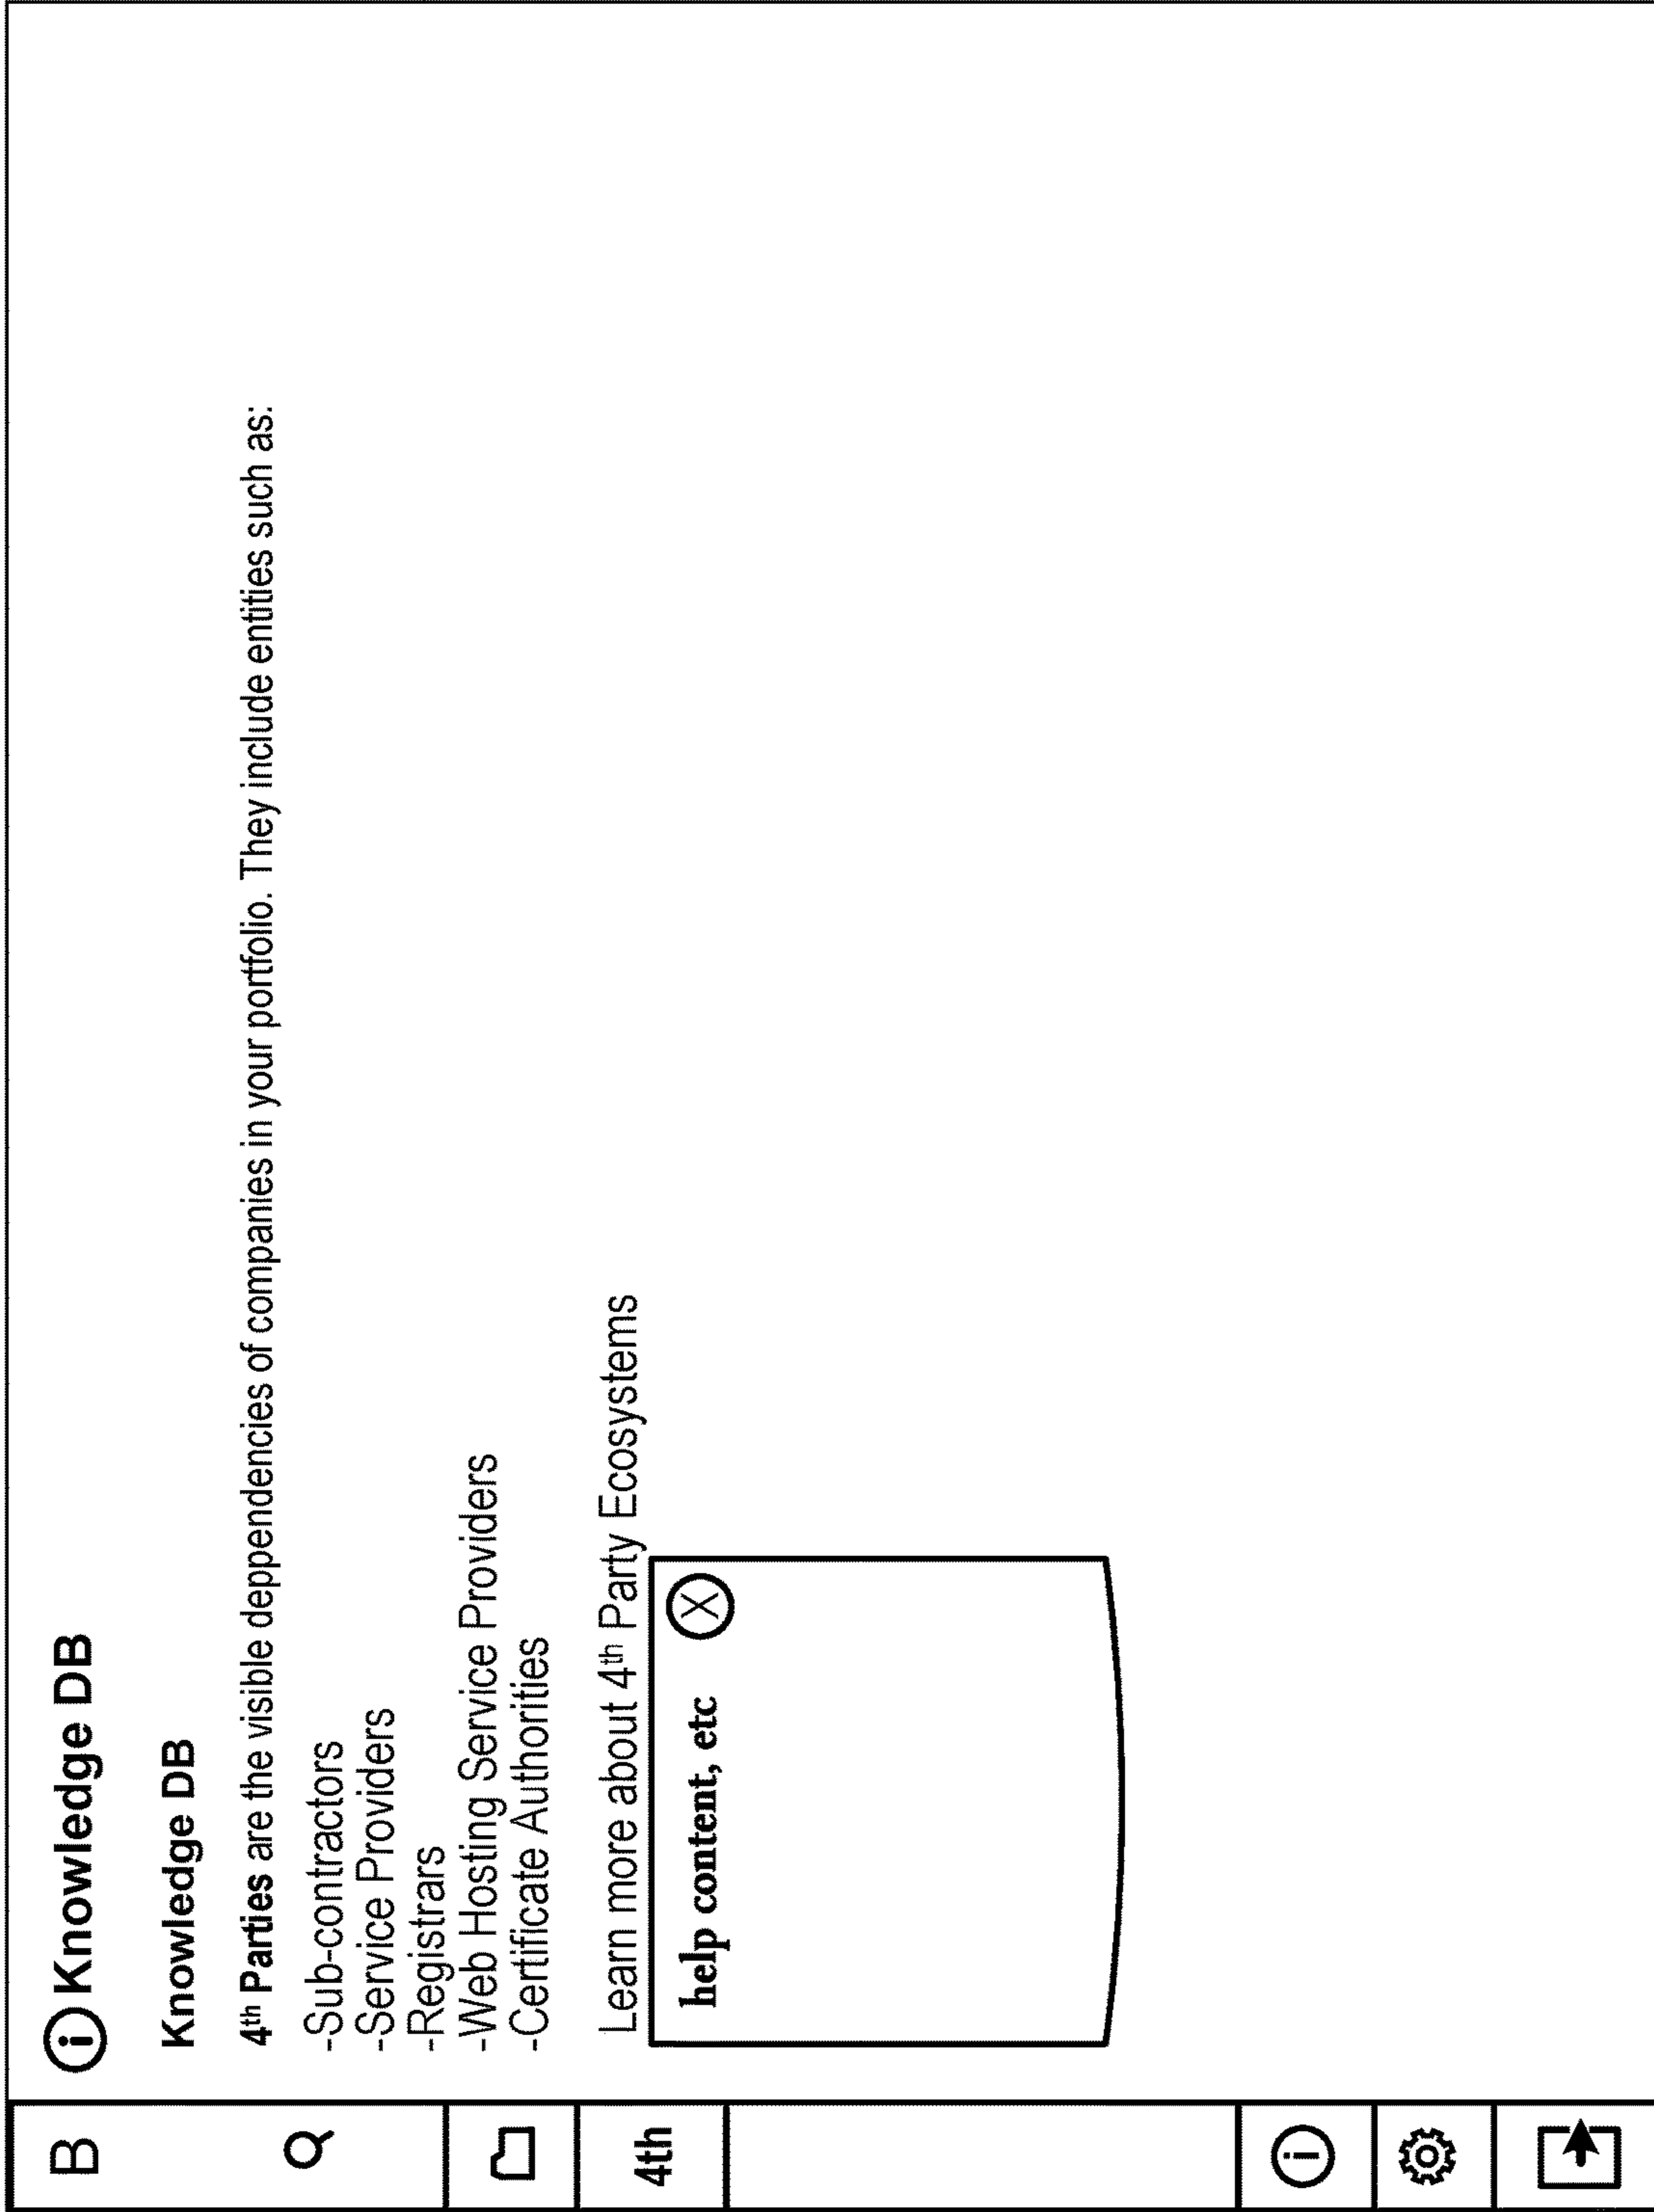 B
ⓘ Knowledge DB
Knowledge DB
4th Parties are the visible deppendencies of companies in your portfolio. They include entities such as:
-Sub-contractors
-Service Providers
-Registrars
-Web Hosting Service Providers
-Certificate Authorities
Learn more about 4th Party Ecosystems
help content, etc
X
4th
i